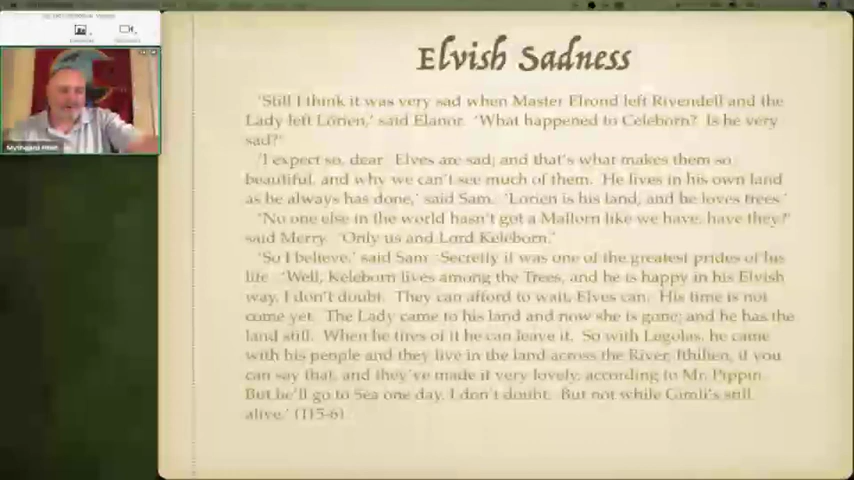 Elvish Sadness
'Still I think it was very sad when Master Elrond left Rivendell and the
Lady left Lórien,' said Elanor. 'What happened to Celeborn? Is he very
sad?'
'I expect so, dear. Elves are sad; and that's what makes them so
beautiful, and why we can't see much of them. He lives in his own land
as he always has done,' said Sam. 'Lórien is his land, and he loves trees.'
'No one else in the world hasn't got a Mallorn like we have, have they?'
said Merry. 'Only us and Lord Keleborn.'
'So I believe,' said Sam. Secretly it was one of the greatest prides of his
life. 'Well, Keleborn lives among the Trees, and he is happy in his Elvish
way, I don't doubt. They can afford to wait, Elves can. His time is not
come yet. The Lady came to his land and now she is gone; and he has the
land still. When he tires of it he can leave it. So with Legolas, he came
with his people and they live in the land across the River, Ithilien, if you
can say that, and they've made it very lovely, according to Mr. Pippin.
But he'll go to Sea one day, I don't doubt. But not while Gimli's still
alive.' (115-6)